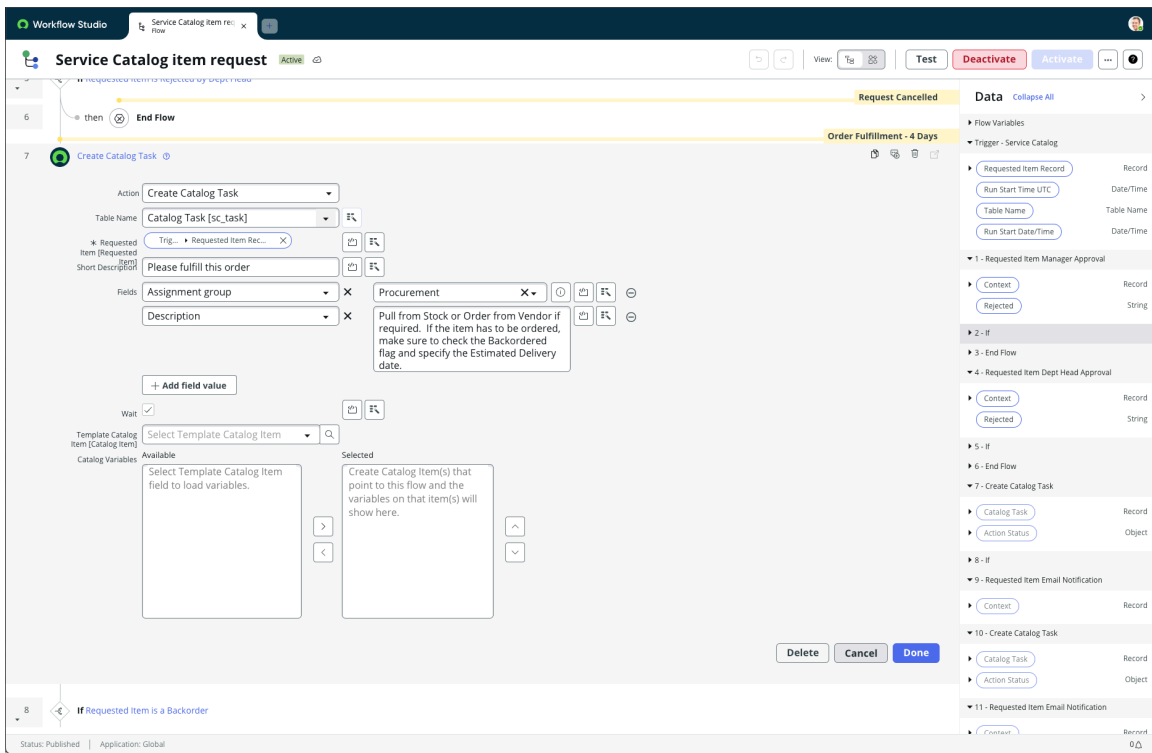 Workflow Studio
Service Catalog item req
Flow
Service Catalog item request
Active
View:
Test
Deactivate
Activate
5
If Requested Item is Rejected by Dept Head
Request Cancelled
6
then
End Flow
Order Fulfillment - 4 Days
7
Create Catalog Task
Action
Create Catalog Task
Table Name
Catalog Task [sc_task]
* Requested
Item [Requested
Item]
Trig... ▸ Requested Item Rec...
Short Description
Please fulfill this order
Fields
Assignment group
Procurement
Description
Pull from Stock or Order from Vendor if
required. If the item has to be ordered,
make sure to check the Backordered
flag and specify the Estimated Delivery
date.
+ Add field value
Wait
Template Catalog
Item [Catalog Item]
Select Template Catalog Item
Catalog Variables
Available
Select Template Catalog Item
field to load variables.
Selected
Create Catalog Item(s) that
point to this flow and the
variables on that item(s) will
show here.
Delete
Cancel
Done
8
If Requested Item is a Backorder
Data
Collapse All
Flow Variables
Trigger - Service Catalog
Requested Item Record
Record
Run Start Time UTC
Date/Time
Table Name
Table Name
Run Start Date/Time
Date/Time
1 - Requested Item Manager Approval
Context
Record
Rejected
String
2 - If
3 - End Flow
4 - Requested Item Dept Head Approval
Context
Record
Rejected
String
5 - If
6 - End Flow
7 - Create Catalog Task
Catalog Task
Record
Action Status
Object
8 - If
9 - Requested Item Email Notification
Context
Record
10 - Create Catalog Task
Catalog Task
Record
Action Status
Object
11 - Requested Item Email Notification
Context
Record
Status: Published
Application: Global
0